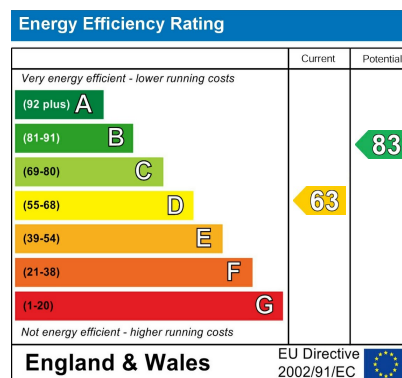 Energy Efficiency Rating
Current Potential
Very energy efficient - lower running costs
(92 plus) A
(81-91) B
83
(69-80) C
(55-68) D
63
(39-54) E
(21-38) F
(1-20) G
Not energy efficient - higher running costs
England & Wales
EU Directive
2002/91/EC